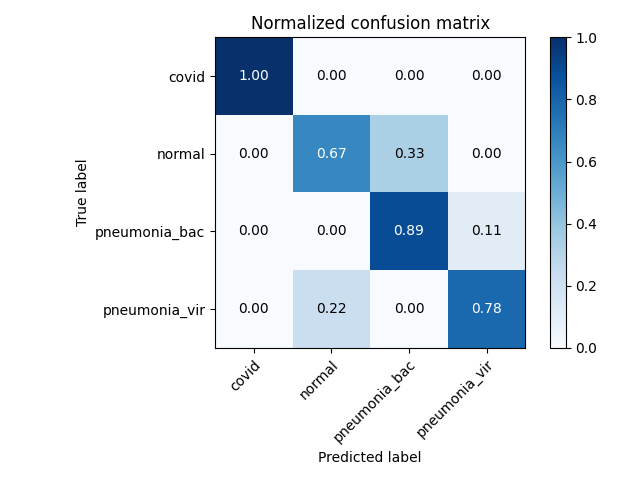 Normalized confusion matrix
True label
covid 1.00 0.00 0.00 0.00
normal 0.00 0.67 0.33 0.00
pneumonia_bac 0.00 0.00 0.89 0.11
pneumonia_vir 0.00 0.22 0.00 0.78
covid normal pneumonia_bac pneumonia_vir
Predicted label
1.0
0.8
0.6
0.4
0.2
0.0